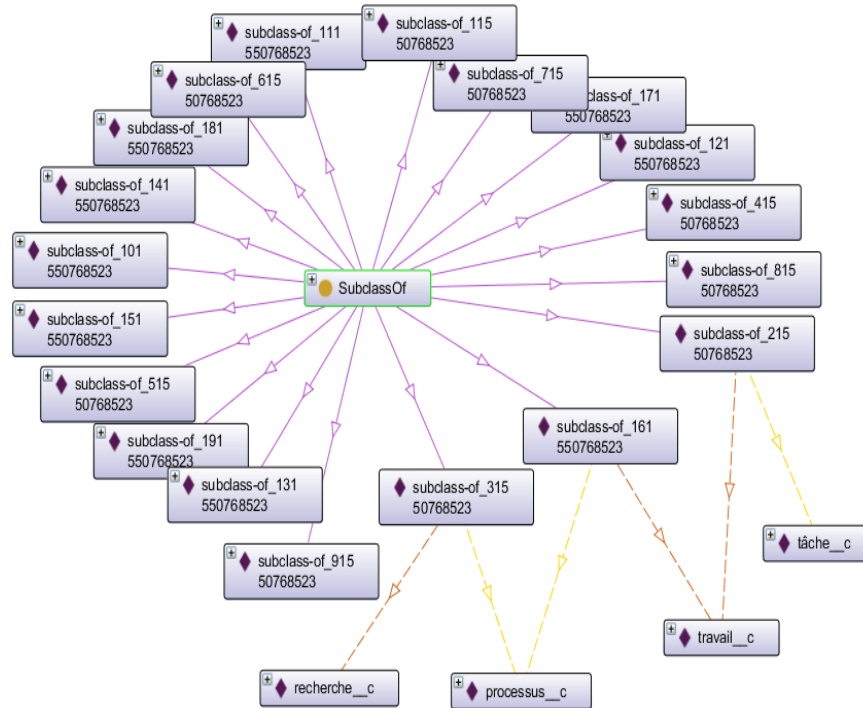 subclass-of_111
550768523
subclass-of_115
50768523
subclass-of_615
50768523
subclass-of_715
50768523
subclass-of_181
550768523
class-of_171
550768523
subclass-of_121
550768523
subclass-of_141
550768523
subclass-of_415
50768523
subclass-of_101
550768523
subclass-of_815
50768523
SubclassOf
subclass-of_151
550768523
subclass-of_215
50768523
subclass-of_515
50768523
subclass-of_191
550768523
subclass-of_161
550768523
subclass-of_131
550768523
subclass-of_315
50768523
subclass-of_915
50768523
tâche__c
travail__c
recherche__c
processus__c